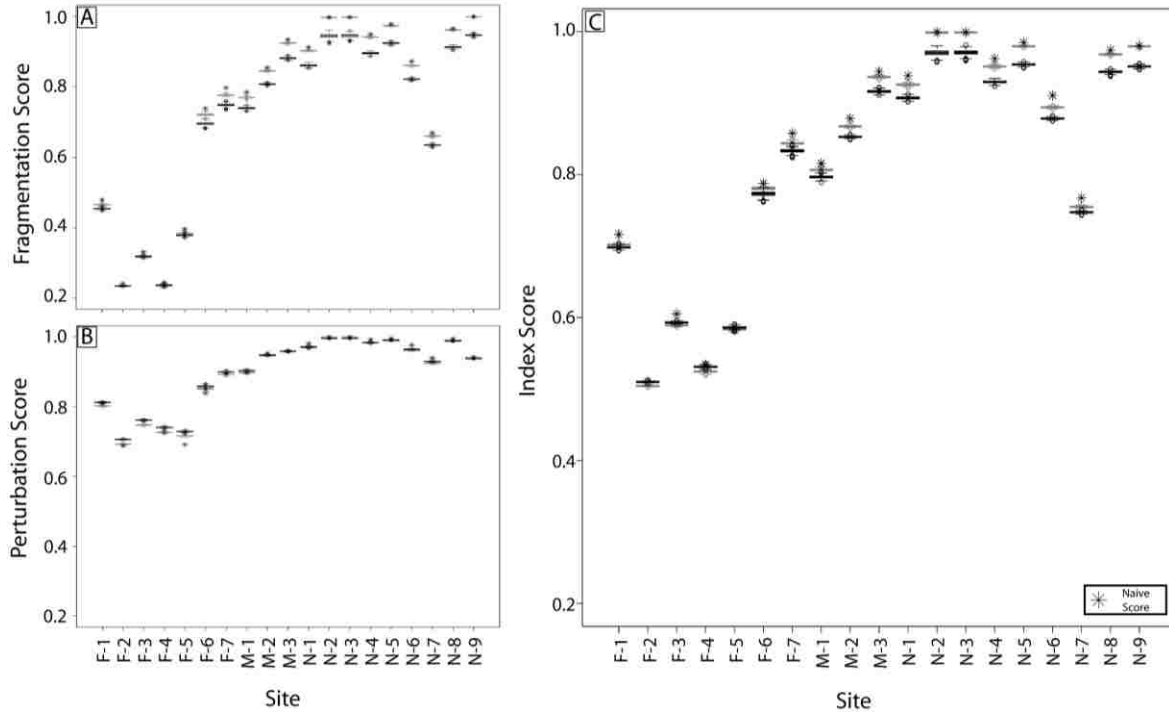 A
Fragmentation Score
1.0
0.8
0.6
0.4
0.2
B
Perturbation Score
1.0
0.8
0.6
0.4
0.2
F-1
F-2
F-3
F-4
F-5
F-6
F-7
M-1
M-2
M-3
N-1
N-2
N-3
N-4
N-5
N-6
N-7
N-8
N-9
Site
C
Index Score
1.0
0.8
0.6
0.4
0.2
Naive
Score
F-1
F-2
F-3
F-4
F-5
F-6
F-7
M-1
M-2
M-3
N-1
N-2
N-3
N-4
N-5
N-6
N-7
N-8
N-9
Site